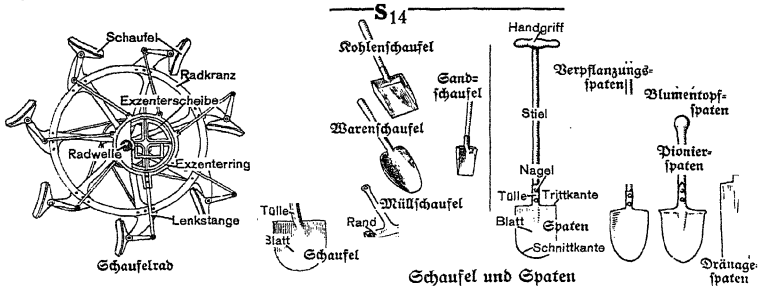 S14
Schaufel
Radkranz
Exzenterscheibe
Radwelle
Exzenterring
Lenkstange
Schaufelrad
Kohlenschaufel
Sand-
schaufel
Warenschaufel
Müllschaufel
Rand
Tülle
Blatt
Schaufel
Handgriff
Stiel
Nagel
Tülle
Trittkante
Blatt
Spaten
Schnittkante
Verpflanzungs-
spaten
Blumentopf-
spaten
Pionier-
spaten
Dränage-
spaten
Schaufel und Spaten